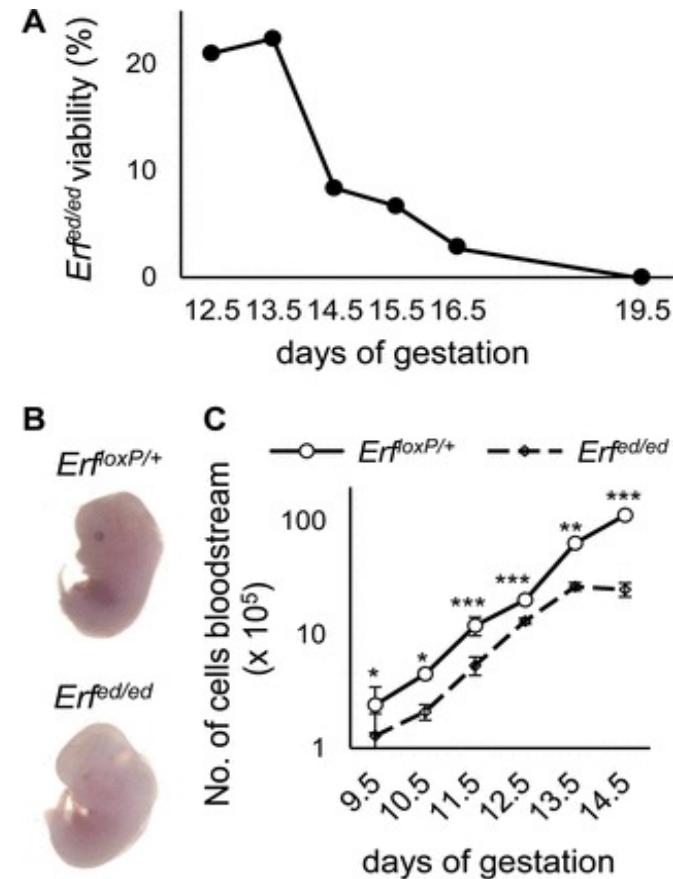 A
Erf^ed/ed viability (%)
20
10
0
12.5 13.5 14.5 15.5 16.5 19.5
days of gestation
B
Erf^loxP/+
Erf^ed/ed
C
Erf^loxP/+ Erf^ed/ed
No. of cells bloodstream
(x 10⁵)
100
10
1
* * *** *** ** ***
9.5 10.5 11.5 12.5 13.5 14.5
days of gestation